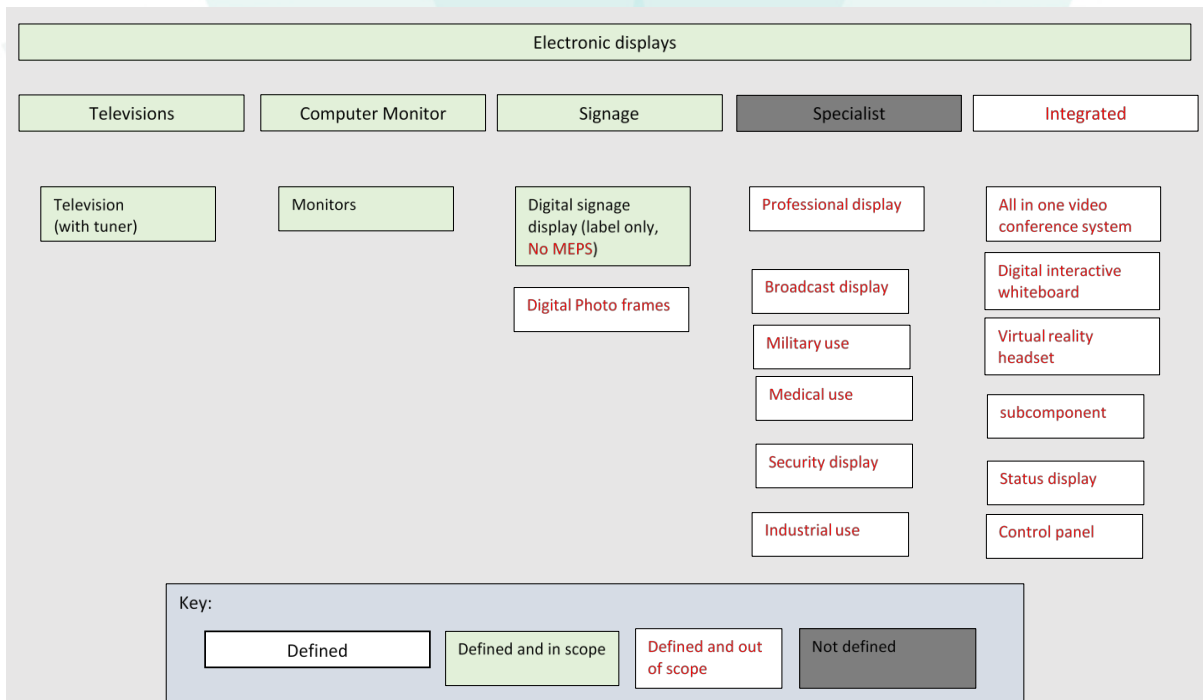 Electronic displays
Televisions
Computer Monitor
Signage
Specialist
Integrated
Television
(with tuner)
Monitors
Digital signage
display (label only,
No MEPS)
Digital Photo frames
Professional display
Broadcast display
Military use
Medical use
Security display
Industrial use
All in one video
conference system
Digital interactive
whiteboard
Virtual reality
headset
subcomponent
Status display
Control panel
Key:
Defined
Defined and in scope
Defined and out
of scope
Not defined